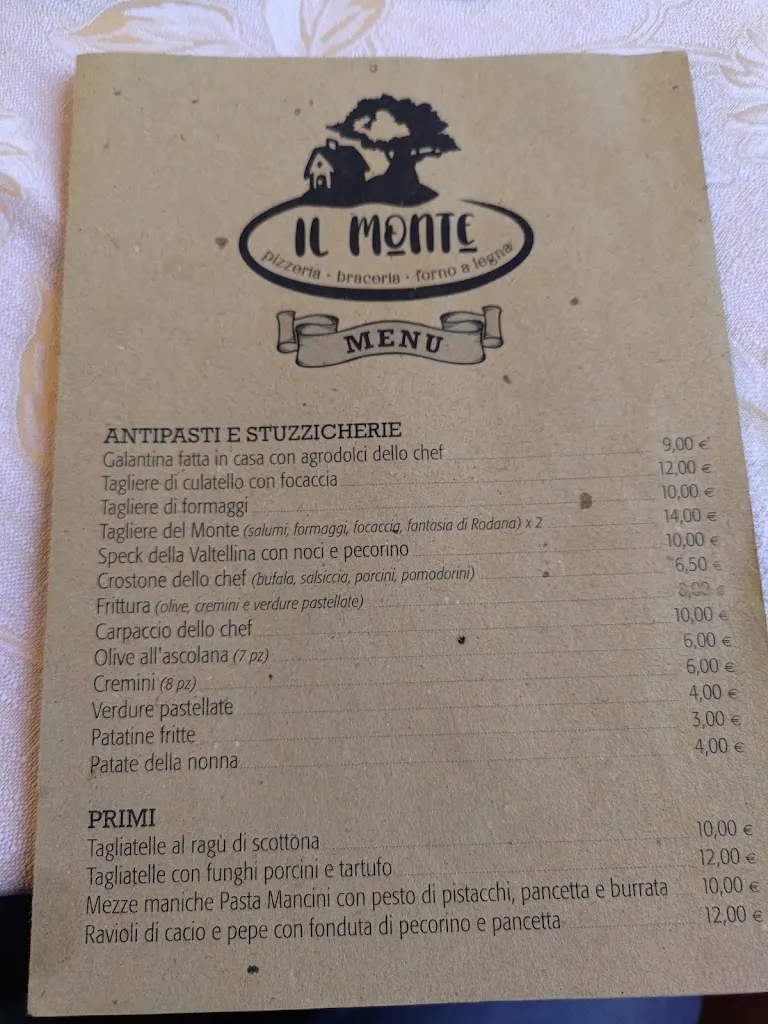 IL MONTE
pizzeria · braceria · forno a legna
MENU
ANTIPASTI E STUZZICHERIE
Galantina fatta in casa con agrodolci dello chef 9,00 €
Tagliere di culatello con focaccia 12,00 €
Tagliere di formaggi 10,00 €
Tagliere del Monte (salumi, formaggi, focaccia, fantasia di Rodana) x 2 14,00 €
Speck della Valtellina con noci e pecorino 10,00 €
Crostone dello chef (bufala, salsiccia, porcini, pomodorini) 6,50 €
Frittura (olive, cremini e verdure pastellate) €
Carpaccio dello chef 10,00 €
Olive all'ascolana (7 pz) 6,00 €
Cremini (8 pz) 6,00 €
Verdure pastellate 4,00 €
Patatine fritte 3,00 €
Patate della nonna 4,00 €
PRIMI
Tagliatelle al ragù di scottona 10,00 €
Tagliatelle con funghi porcini e tartufo 12,00 €
Mezze maniche Pasta Mancini con pesto di pistacchi, pancetta e burrata 10,00 €
Ravioli di cacio e pepe con fonduta di pecorino e pancetta 12,00 €